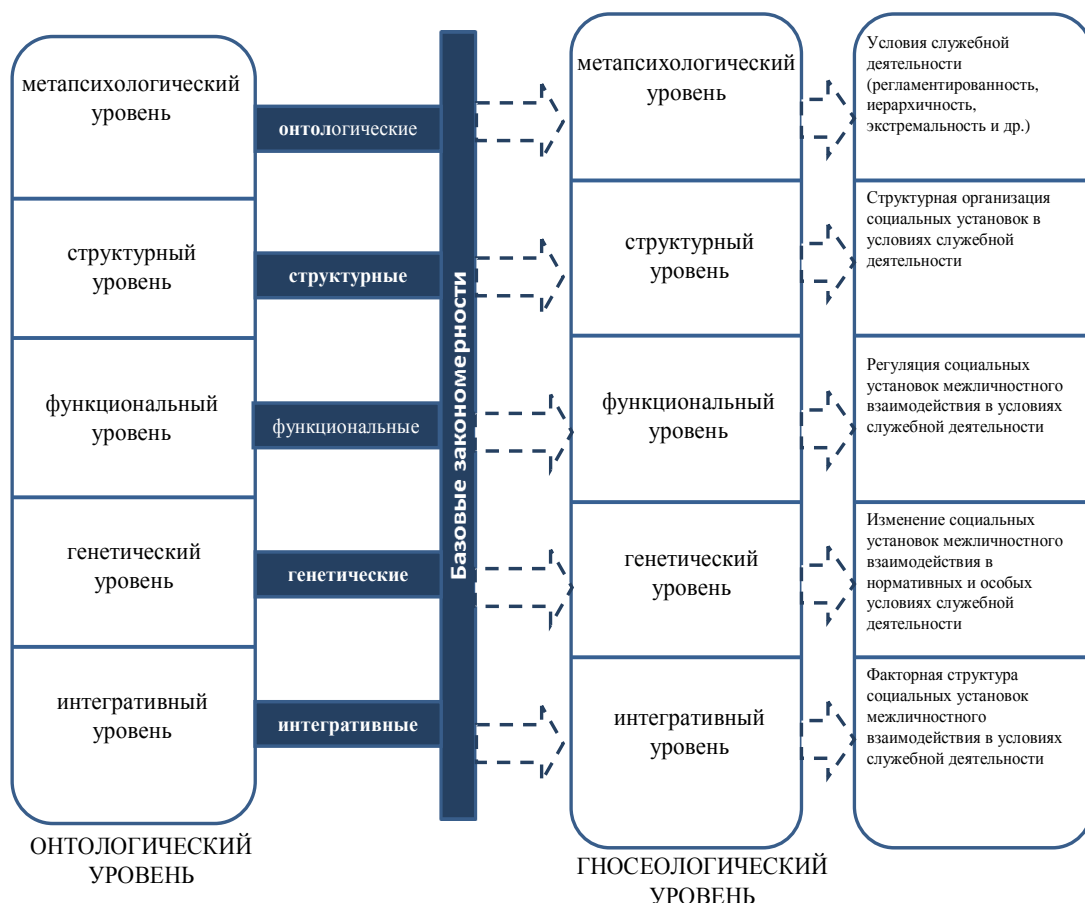 метапсихологический
уровень
структурный
уровень
функциональный
уровень
генетический
уровень
интегративный
уровень
ОНТОЛОГИЧЕСКИЙ
УРОВЕНЬ
онтологические
структурные
функциональные
генетические
интегративные
Базовые закономерности
метапсихологический
уровень
структурный
уровень
функциональный
уровень
генетический
уровень
интегративный
уровень
ГНОСЕОЛОГИЧЕСКИЙ
УРОВЕНЬ
Условия служебной
деятельности
(регламентированность,
иерархичность,
экстремальность и др.)
Структурная организация
социальных установок в
условиях служебной
деятельности
Регуляция социальных
установок межличностного
взаимодействия в условиях
служебной деятельности
Изменение социальных
установок межличностного
взаимодействия в
нормативных и особых
условиях служебной
деятельности
Факторная структура
социальных установок
межличностного
взаимодействия в условиях
служебной деятельности